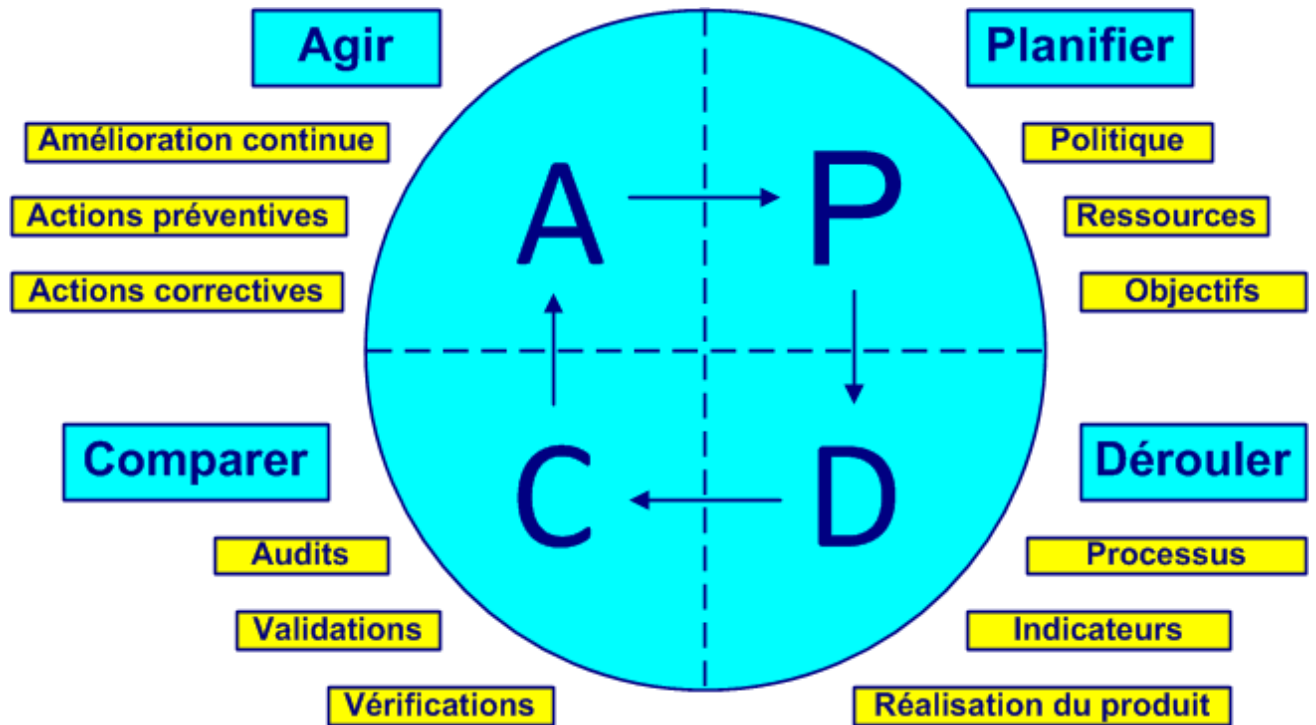 Agir
Planifier
Amélioration continue
Politique
Actions préventives
Ressources
Actions correctives
Objectifs
A
P
Comparer
Dérouler
C
D
Audits
Processus
Validations
Indicateurs
Vérifications
Réalisation du produit